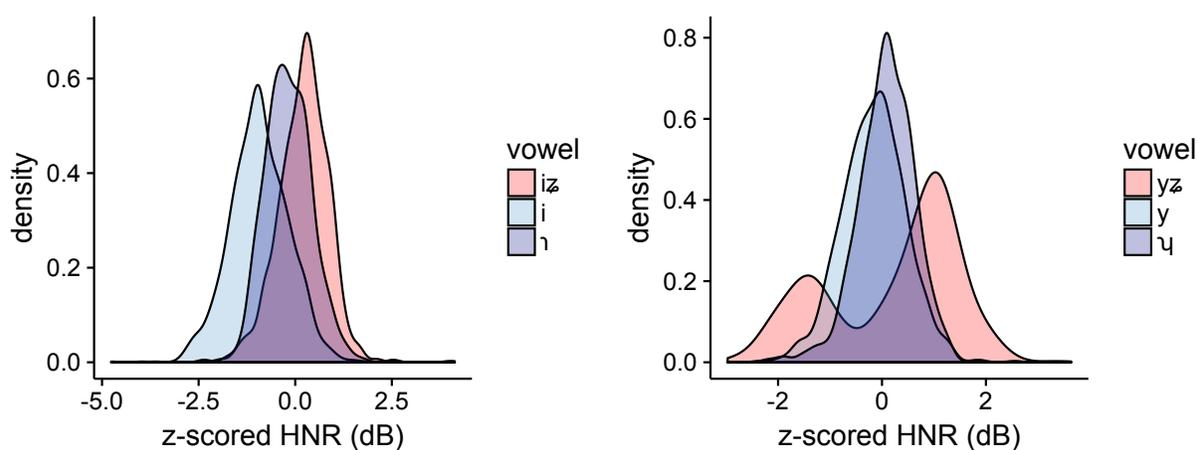 density
0.6
0.4
0.2
0.0
-5.0 -2.5 0.0 2.5
z-scored HNR (dB)
vowel
iʑ
i
ɿ
density
0.8
0.6
0.4
0.2
0.0
-2 0 2
z-scored HNR (dB)
vowel
yʑ
y
ʮ